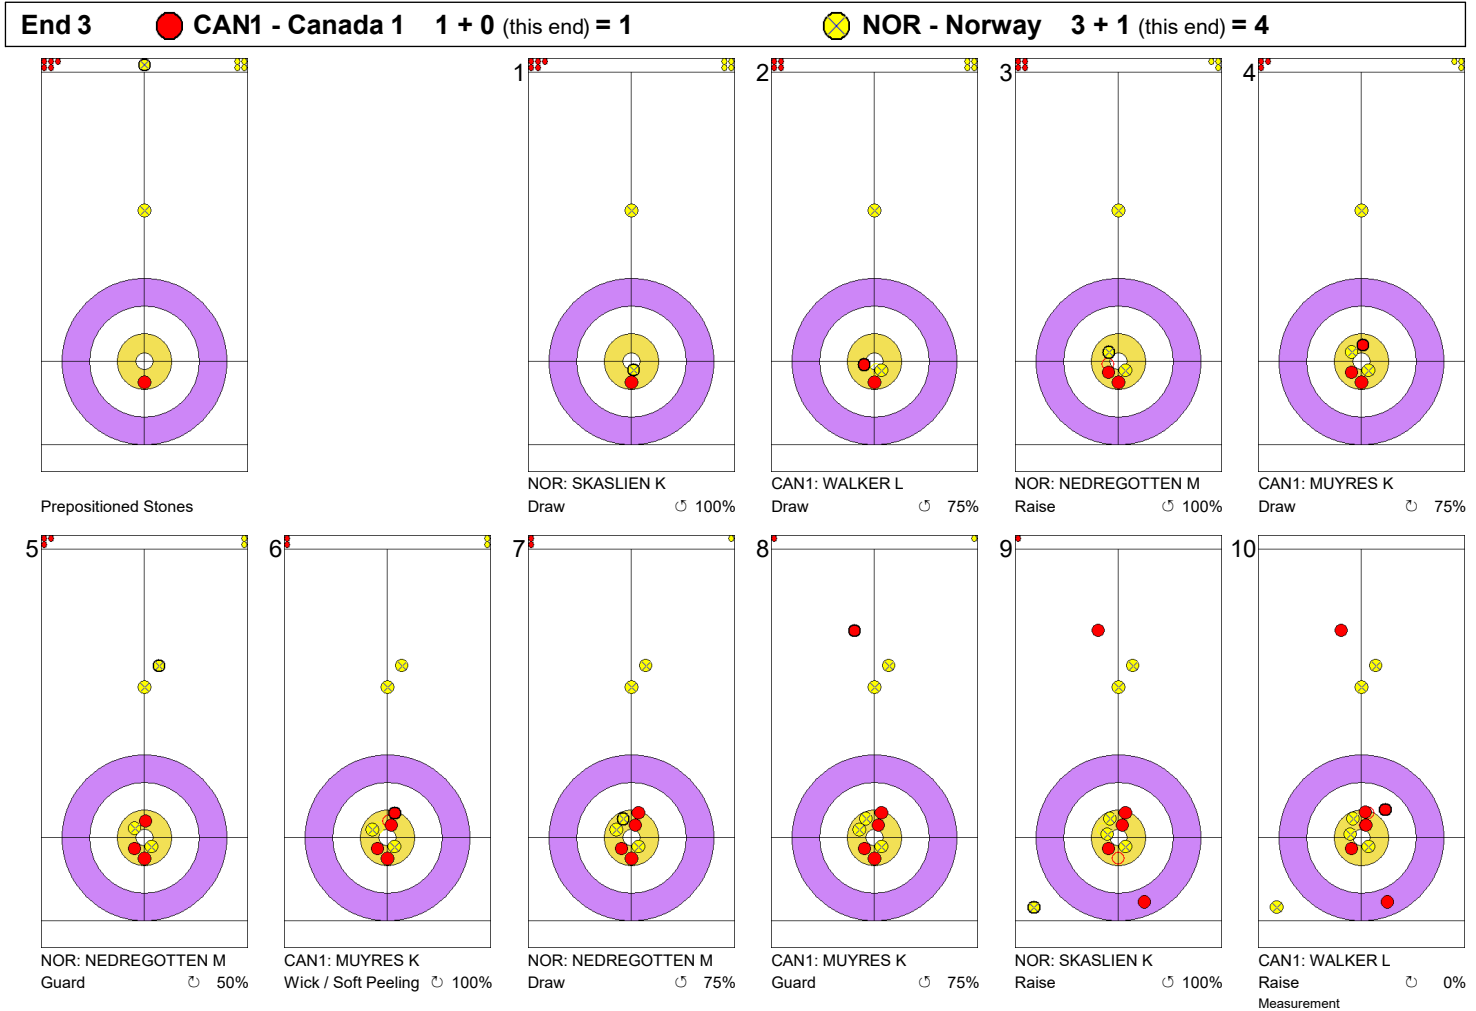 End 3 CAN1 - Canada 1 1 + 0 (this end) = 1 NOR - Norway 3 + 1 (this end) = 4
1 2 3 4
NOR: SKASLIEN K CAN1: WALKER L NOR: NEDREGOTTEN M CAN1: MUYRES K
Prepositioned Stones Draw ↺ 100% Draw ↺ 75% Raise ↺ 100% Draw ↺ 75%
5 6 7 8 9 10
NOR: NEDREGOTTEN M CAN1: MUYRES K NOR: NEDREGOTTEN M CAN1: MUYRES K NOR: SKASLIEN K CAN1: WALKER L
Guard ↻ 50% Wick / Soft Peeling ↻ 100% Draw ↺ 75% Guard ↺ 75% Raise ↺ 100% Raise ↻ 0%
Measurement